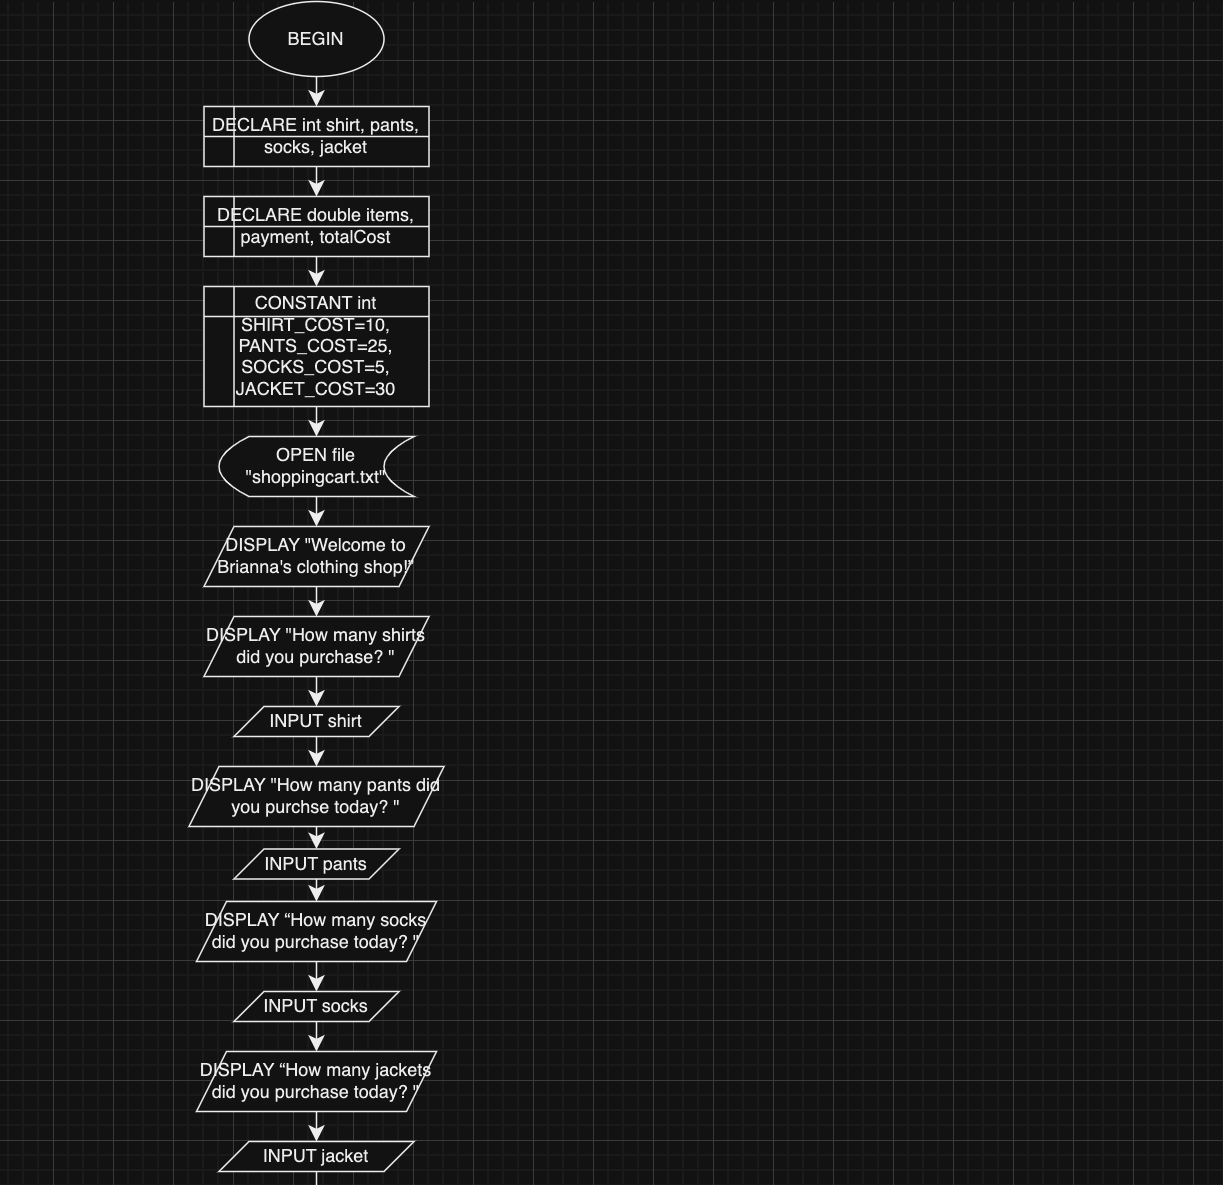 BEGIN
DECLARE int shirt, pants,
socks, jacket
DECLARE double items,
payment, totalCost
CONSTANT int
SHIRT_COST=10,
PANTS_COST=25,
SOCKS_COST=5,
JACKET_COST=30
OPEN file
"shoppingcart.txt"
DISPLAY "Welcome to
Brianna's clothing shop!”
DISPLAY "How many shirts
did you purchase? "
INPUT shirt
DISPLAY "How many pants did
you purchse today? "
INPUT pants
DISPLAY “How many socks
did you purchase today? "
INPUT socks
DISPLAY “How many jackets
did you purchase today? "
INPUT jacket